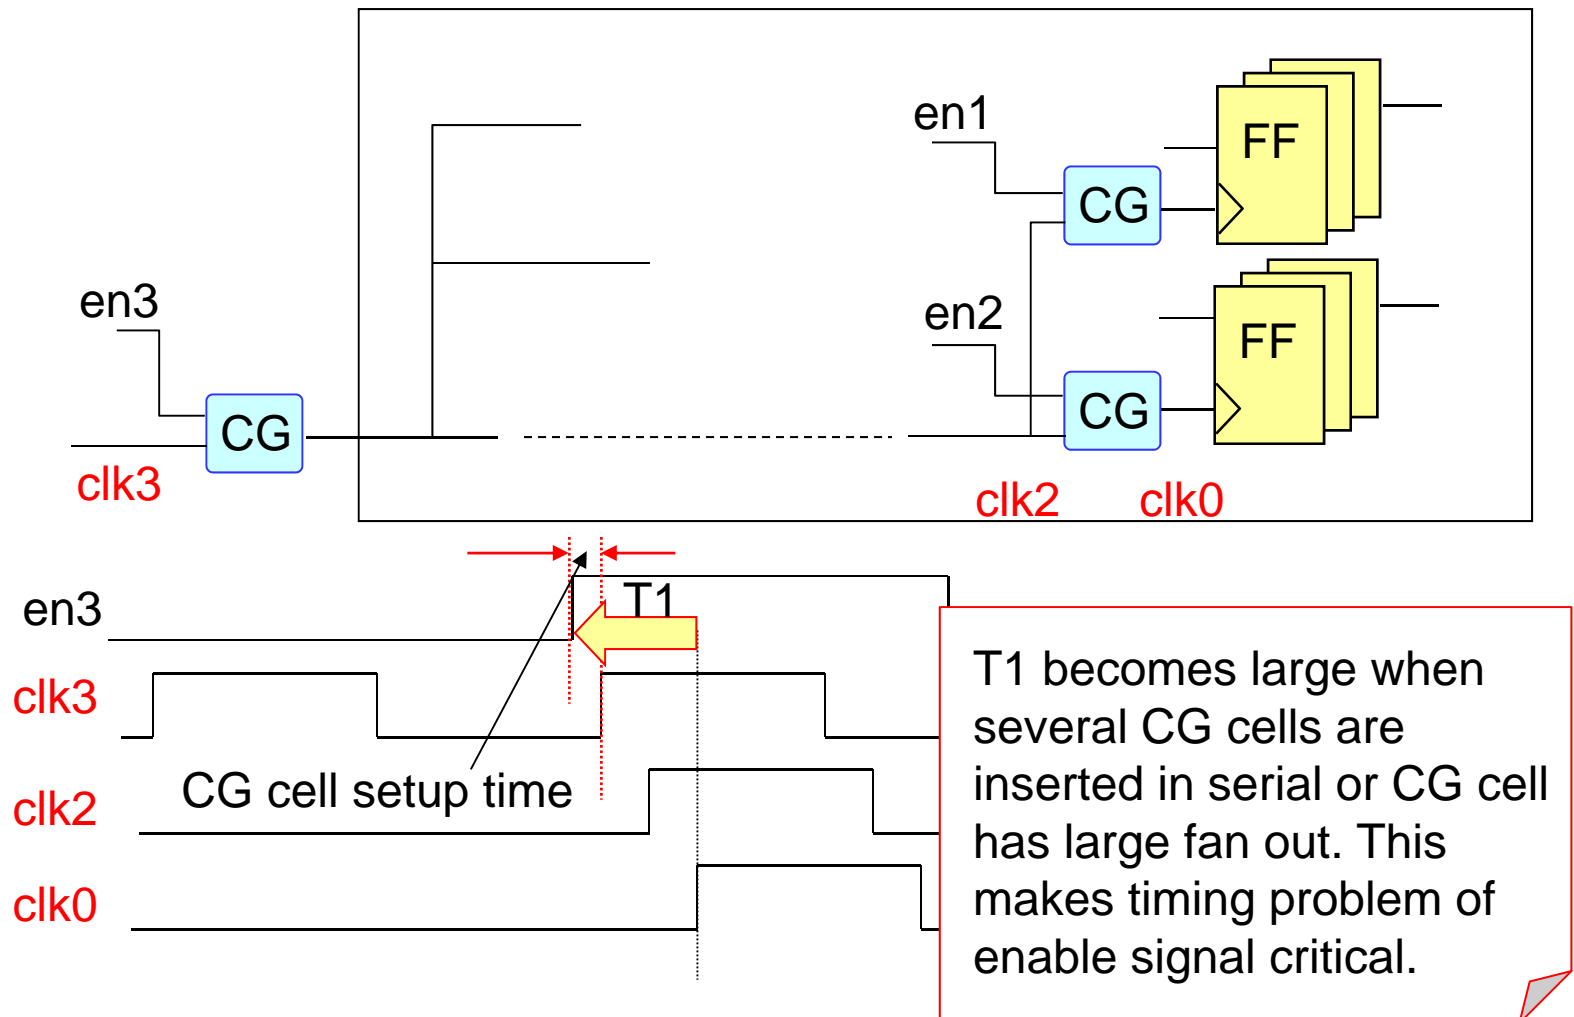 en1
FF
CG
en3
en2
FF
CG
CG
clk3
clk2
clk0
T1
en3
T1 becomes large when
several CG cells are
inserted in serial or CG cell
has large fan out. This
makes timing problem of
enable signal critical.
clk3
CG cell setup time
clk2
clk0